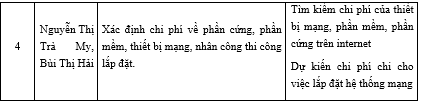 Tìm kiếm chi phí của thiết
bị mạng, phần mềm, phần
cứng trên internet
4
Nguyễn Thị
Trà My,
Bùi Thị Hải
Xác định chi phí về phần cứng, phần
mềm, thiết bị mạng, nhân công thi công
lắp đặt.
Dự kiến chi phí chi cho
việc lắp đặt hệ thống mạng